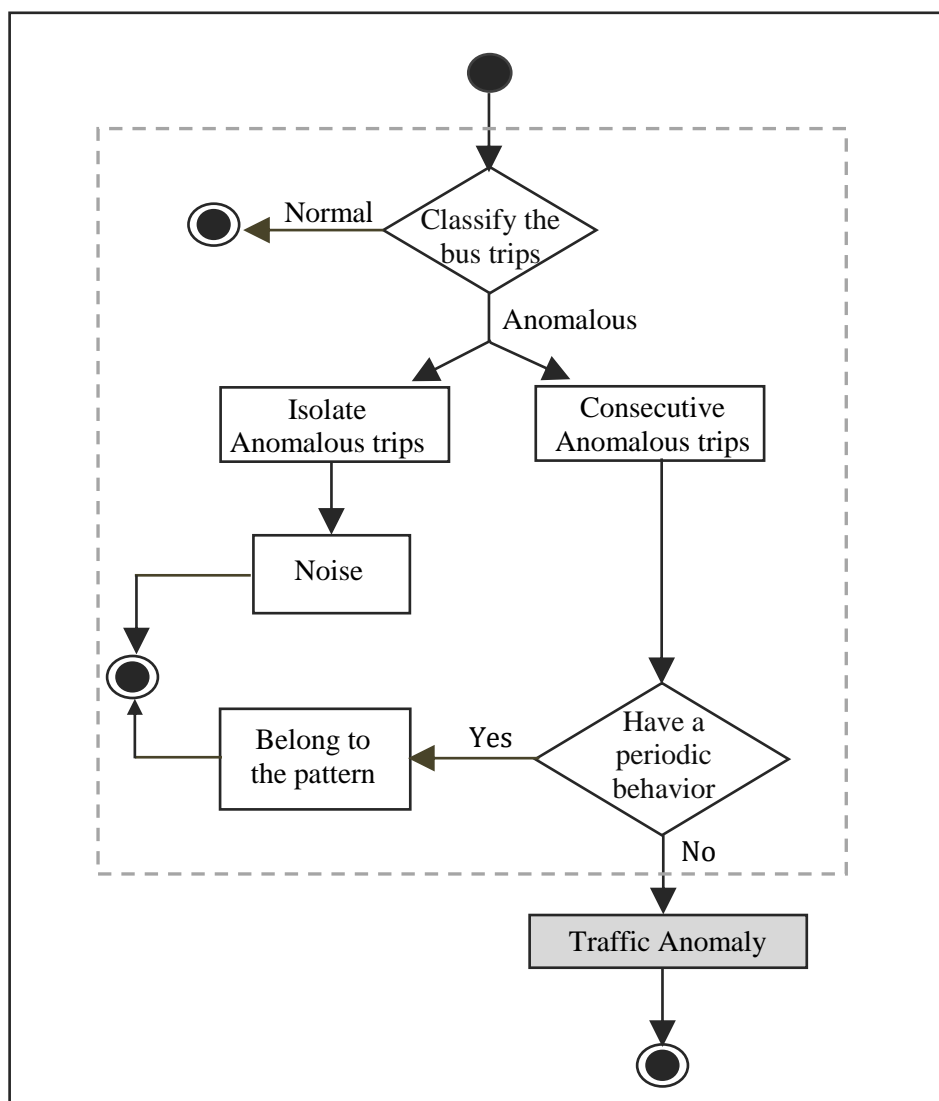 Normal
Classify the
bus trips
Anomalous
Isolate
Anomalous trips
Consecutive
Anomalous trips
Noise
Belong to
the pattern
Yes
Have a
periodic
behavior
No
Traffic Anomaly